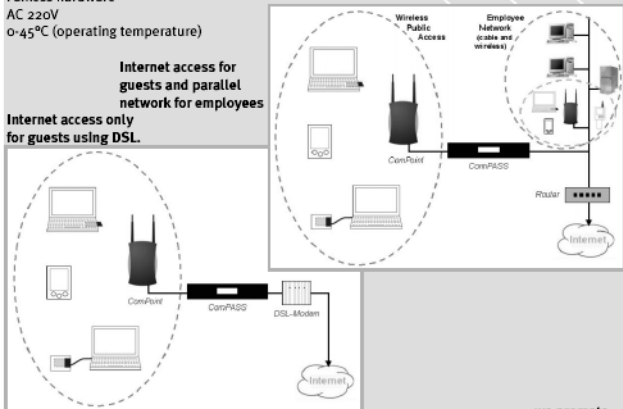 AC 220V
0-45°C (operating temperature)
Internet access for
guests and parallel
network for employees
Internet access only
for guests using DSL.
Wireless
Public
Access
Employee
Network
(cable and
wireless)
ComPoint
ComPASS
Router
Internet
ComPoint
ComPASS
DSL-Modem
Internet